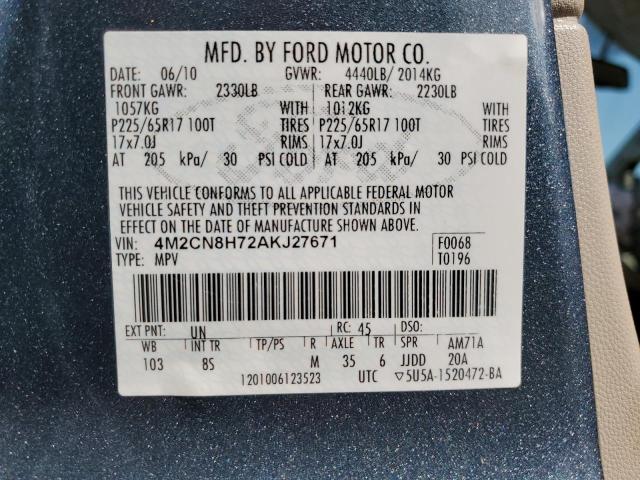 MFD. BY FORD MOTOR CO.
DATE: 06/10 GVWR: 4440LB/ 2014KG
FRONT GAWR: 2330LB REAR GAWR: 2230LB
1057KG WITH 1012KG WITH
P225/65R17 100T TIRES P225/65R17 100T TIRES
17x7.0J RIMS 17x7.0J RIMS
AT 205 kPa/ 30 PSI COLD AT 205 kPa/ 30 PSI COLD
THIS VEHICLE CONFORMS TO ALL APPLICABLE FEDERAL MOTOR
VEHICLE SAFETY AND THEFT PREVENTION STANDARDS IN
EFFECT ON THE DATE OF MANUFACTURE SHOWN ABOVE.
VIN: 4M2CN8H72AKJ27671 F0068
TYPE: MPV T0196
EXT PNT: UN RC: 45 DSO:
WB INT TR TP/PS R AXLE TR SPR AM71A
103 8S M 35 6 JJDD 20A
1201006123523 UTC ▽5U5A-1520472-BA